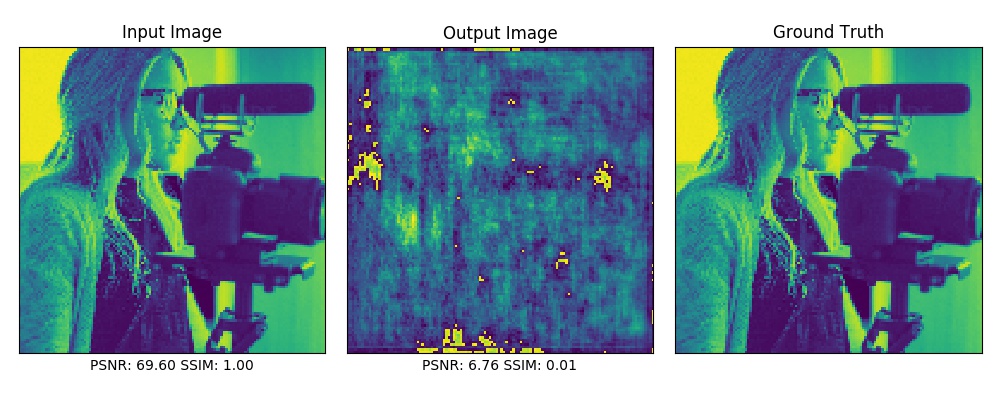 Input Image
Output Image
Ground Truth
PSNR: 69.60 SSIM: 1.00
PSNR: 6.76 SSIM: 0.01